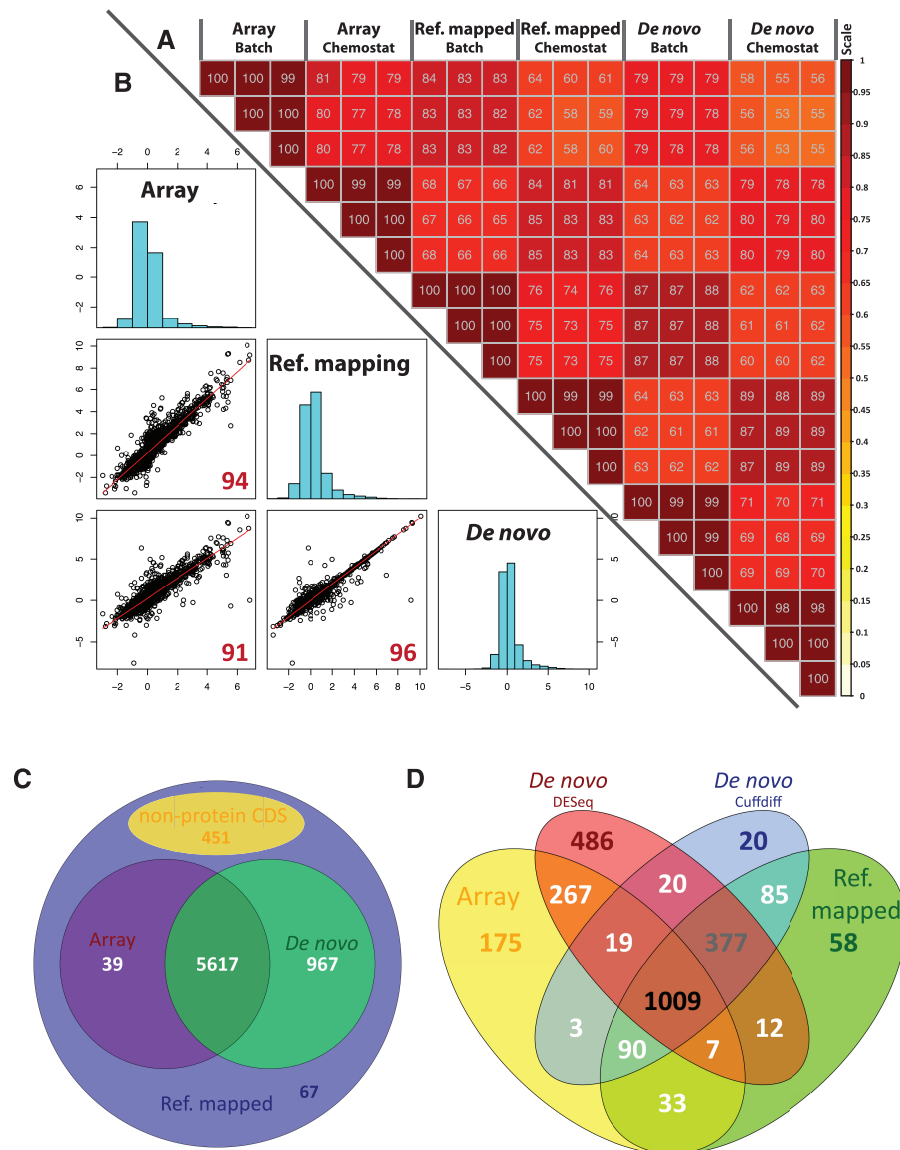 A
Array
Batch
Array
Chemostat
Ref. mapped
Batch
Ref. mapped
Chemostat
De novo
Batch
De novo
Chemostat
Scale
100 100 99 81 79 79 84 83 83 64 60 61 79 79 79 58 55 56
100 100 80 77 78 83 83 82 62 58 59 79 79 78 56 53 55
100 80 77 78 83 83 82 62 58 60 79 78 78 56 53 55
100 99 99 68 67 66 84 81 81 64 63 63 79 78 78
100 100 67 66 65 85 83 83 63 62 62 80 79 80
100 68 66 66 85 83 83 64 63 63 80 79 80
100 100 100 76 74 76 87 87 88 62 62 63
100 100 75 73 75 87 87 88 61 61 62
100 75 73 75 87 87 88 60 60 62
100 99 99 64 63 63 89 88 89
100 100 62 61 61 87 89 89
100 63 62 62 87 89 89
100 99 99 71 70 71
100 99 69 68 69
100 69 69 70
100 98 98
100 100
100
1
0.95
0.9
0.85
0.8
0.75
0.7
0.65
0.6
0.55
0.5
0.45
0.4
0.35
0.3
0.25
0.2
0.15
0.1
0.05
0
B
−2 0 2 4 6
Array
6
4
2
0
−2
10
8
6
4
2
0
−2
94
Ref. mapping
10
5
0
−5
91
96
De novo
10
5
0
−5
−2 0 2 4 6
−2 0 2 4 6 8 10
−5 0 5 10
C
non-protein CDS
451
Array
39
5617
De novo
967
Ref. mapped
67
D
De novo
DESeq
De novo
Cuffdiff
486
20
267
20
85
Array
175
Ref.
mapped
58
19
377
1009
3
12
90
7
33